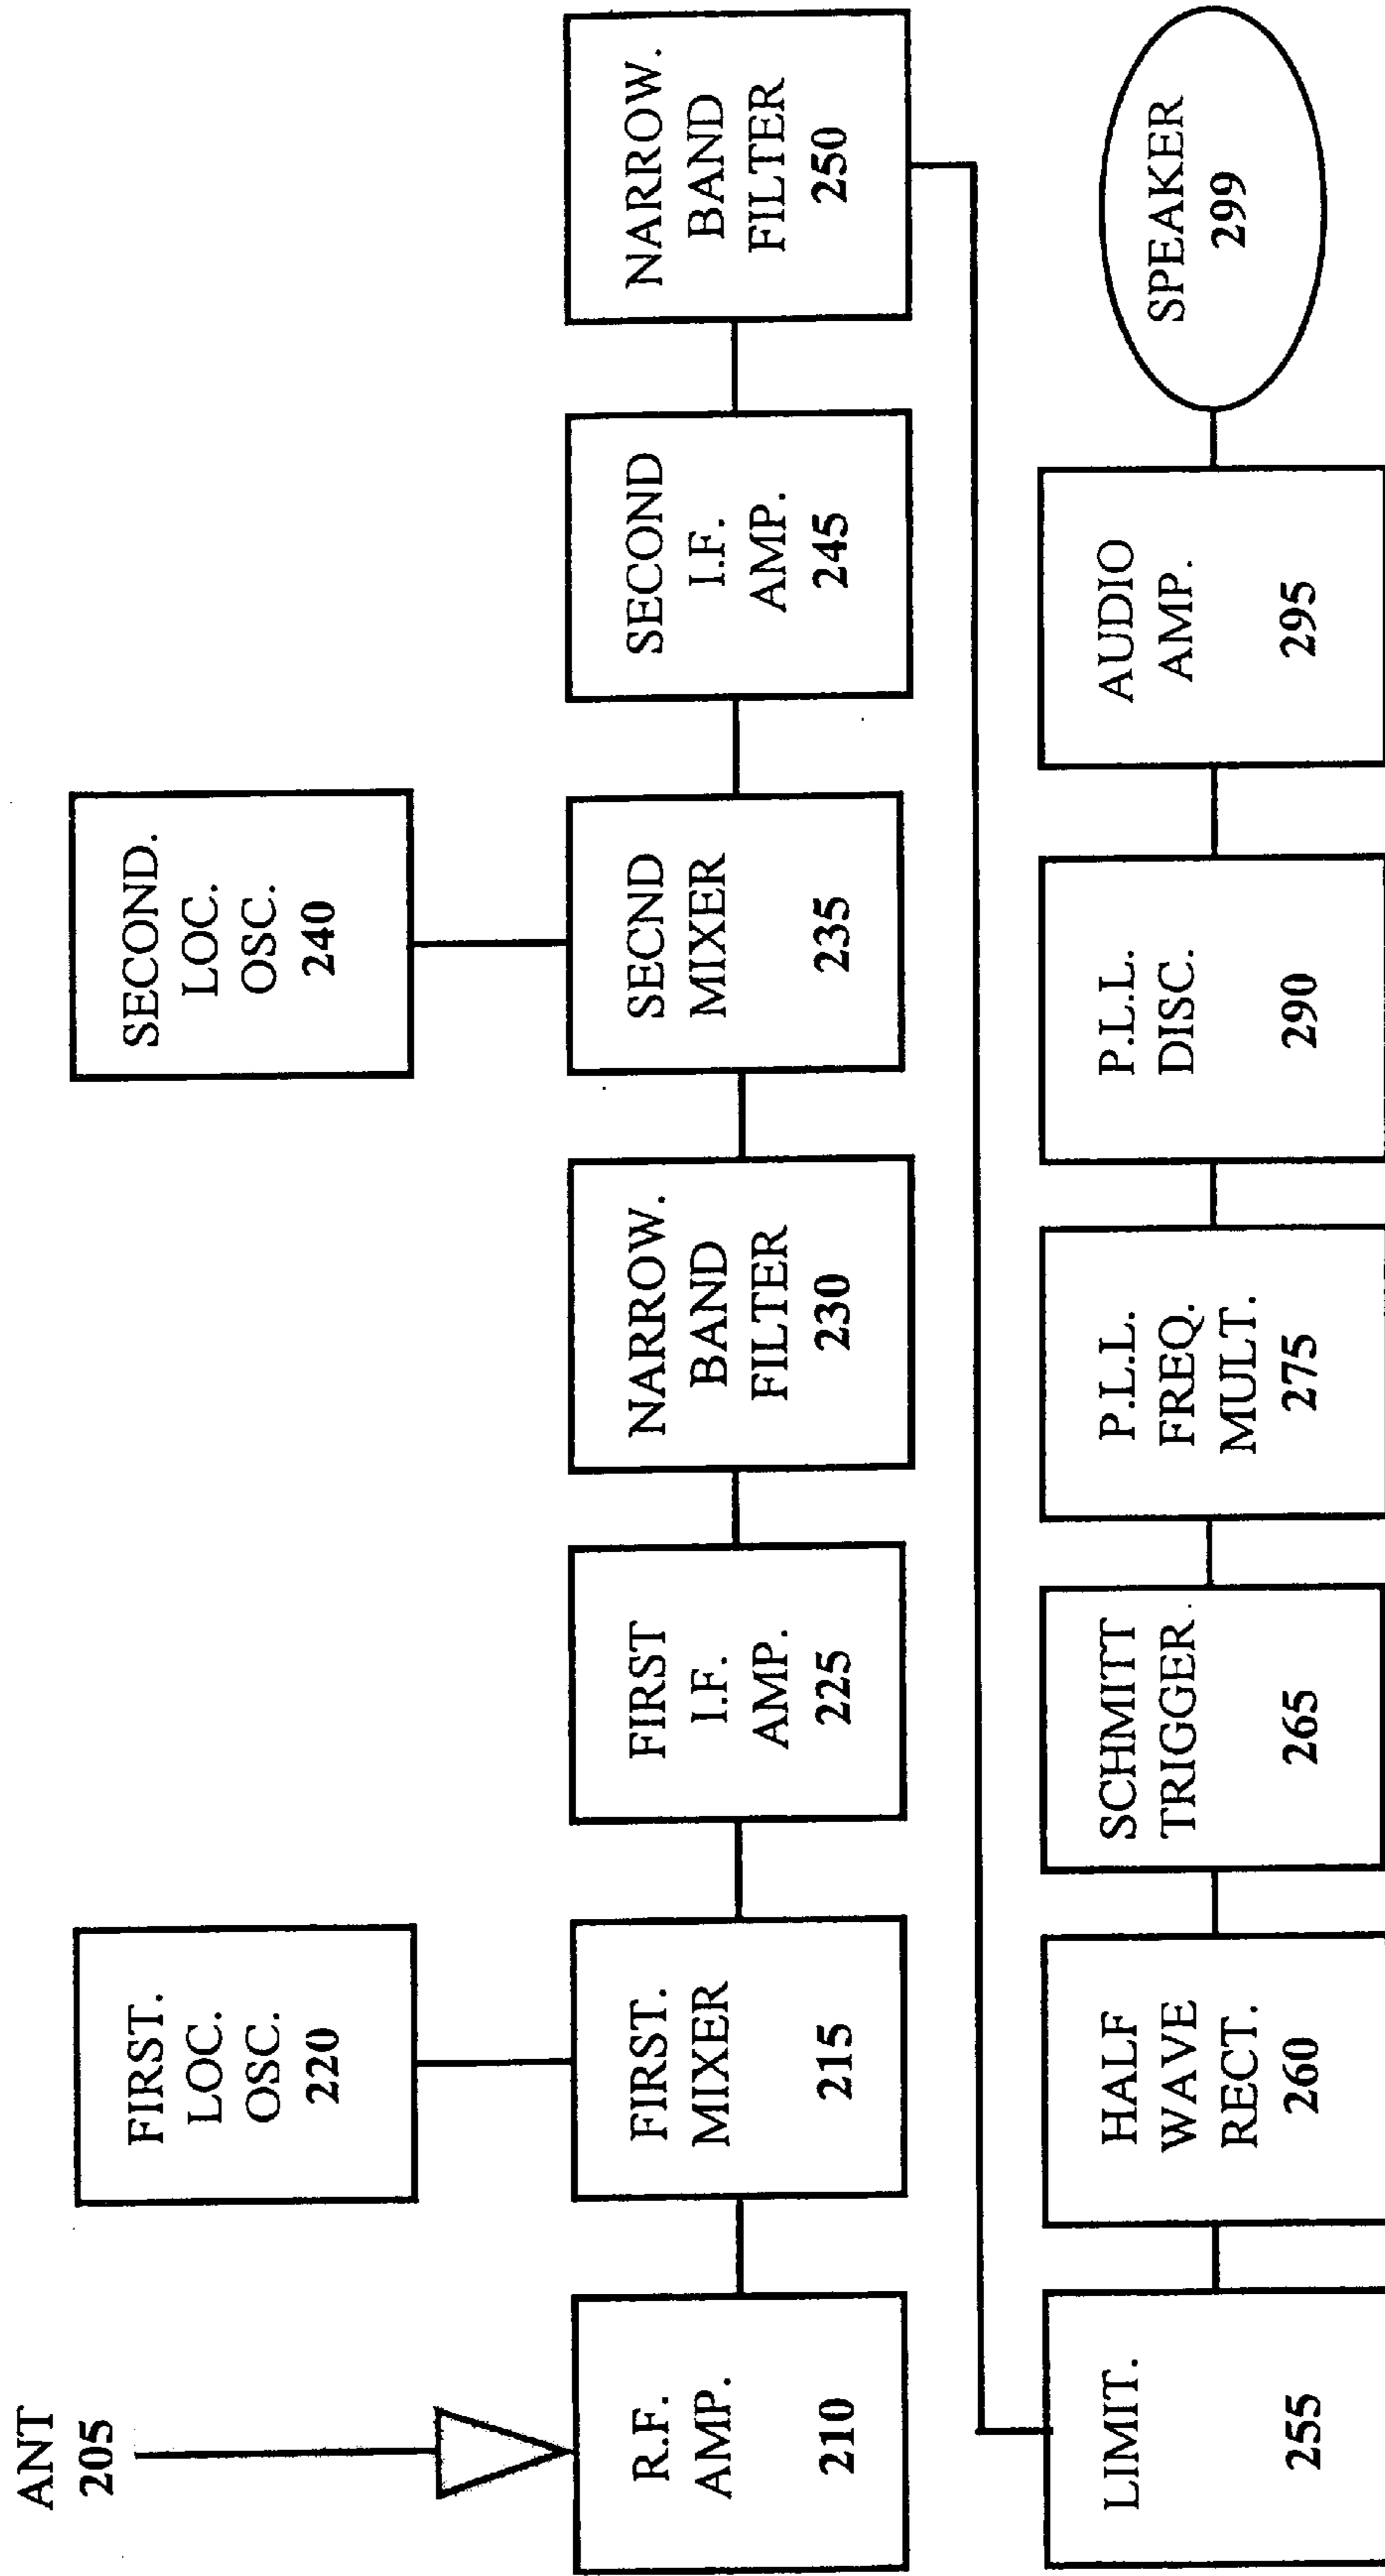 ANT
205
FIRST.
LOC.
OSC.
220
SECOND.
LOC.
OSC.
240
R.F.
AMP.
210
FIRST.
MIXER
215
FIRST
I.F.
AMP.
225
NARROW.
BAND
FILTER
230
SECND
MIXER
235
SECOND
I.F.
AMP.
245
NARROW.
BAND
FILTER
250
LIMIT.
255
HALF
WAVE
RECT.
260
SCHMITT
TRIGGER
265
P.L.L.
FREQ.
MULT.
275
P.L.L.
DISC.
290
AUDIO
AMP.
295
SPEAKER
299